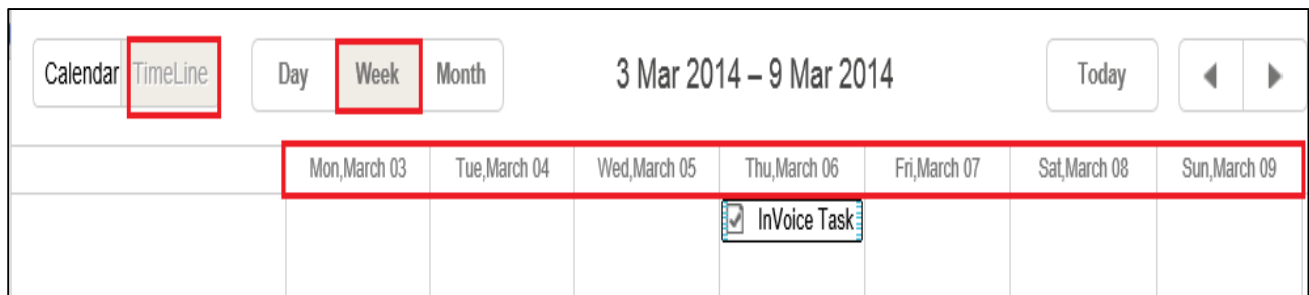 Calendar TimeLine Day Week Month 3 Mar 2014 – 9 Mar 2014 Today
Mon,March 03 Tue,March 04 Wed,March 05 Thu,March 06 Fri,March 07 Sat,March 08 Sun,March 09
InVoice Task